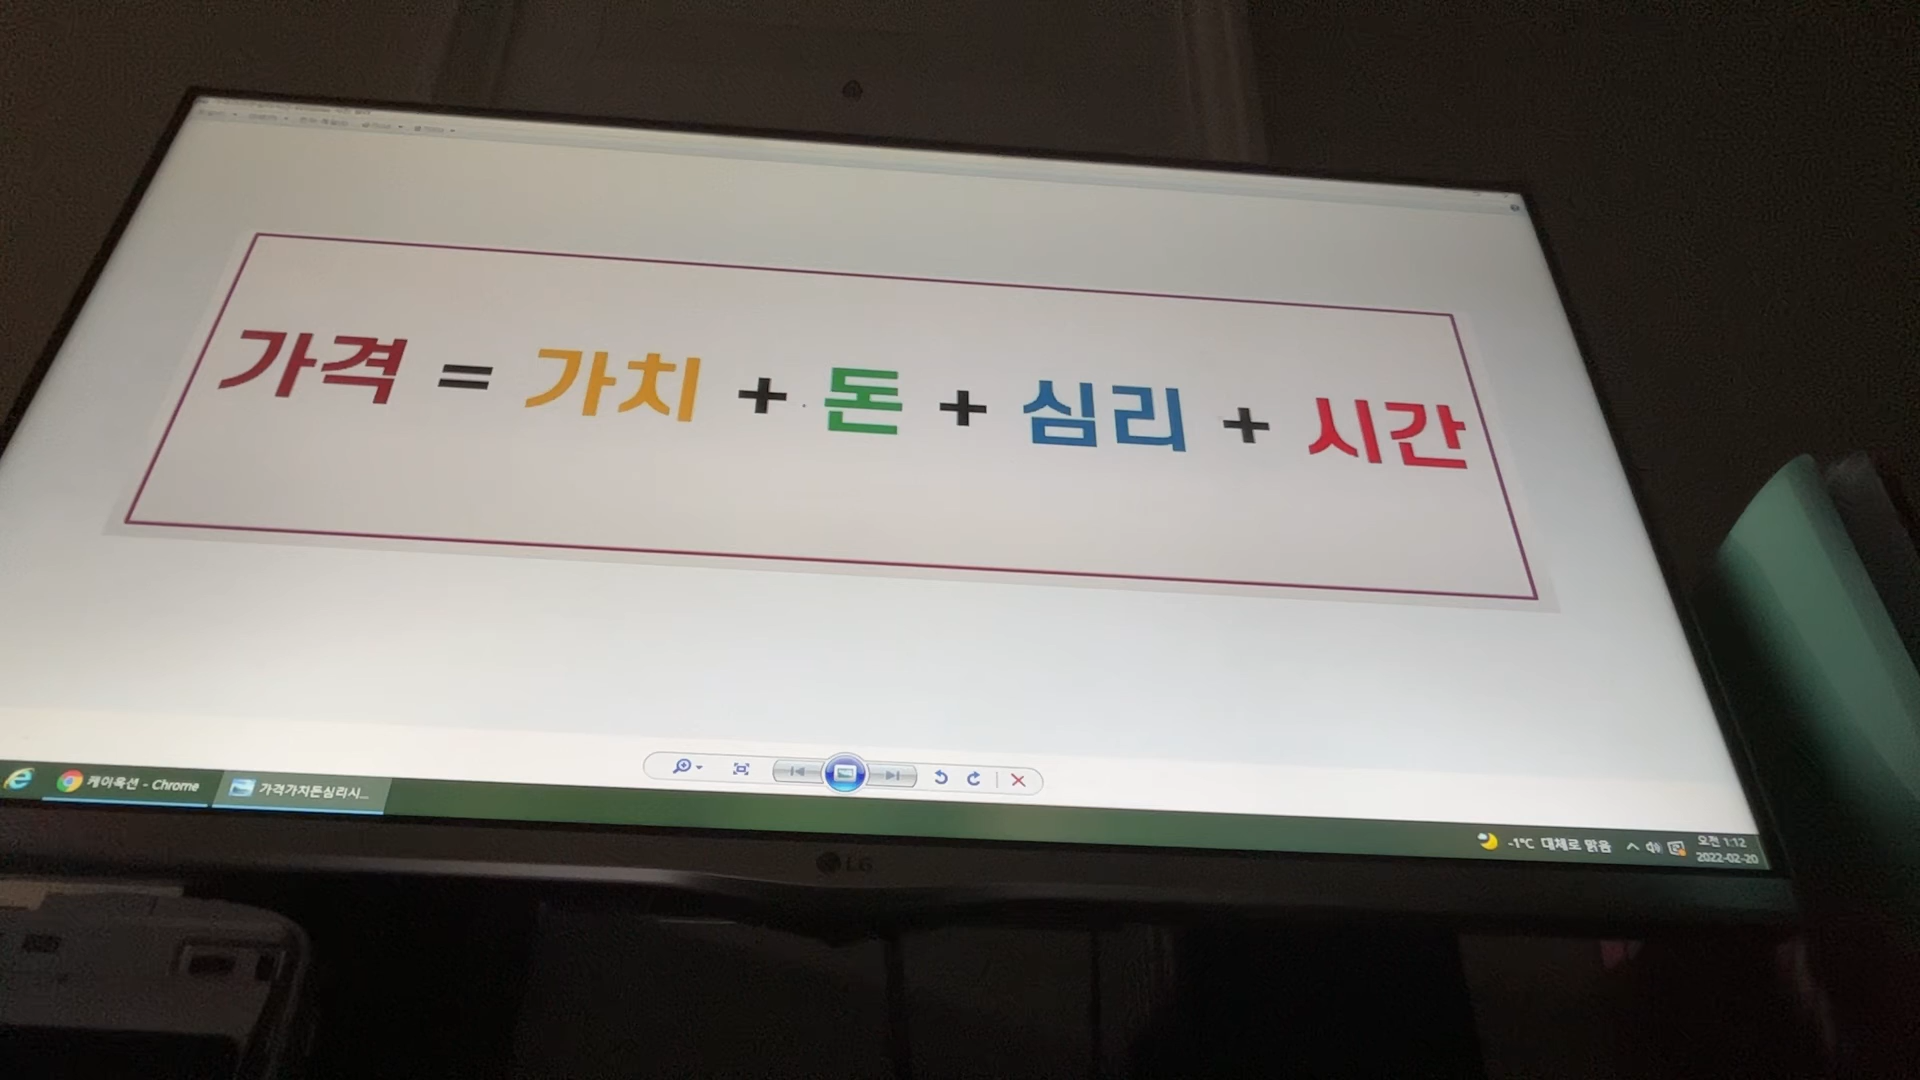 가격 = 가치 + 돈 + 심리 + 시간
케이옥션 - Chrome
가격가치돈심리시...
-1°C 대체로 맑음
오전 1:12
2022-02-20
LG